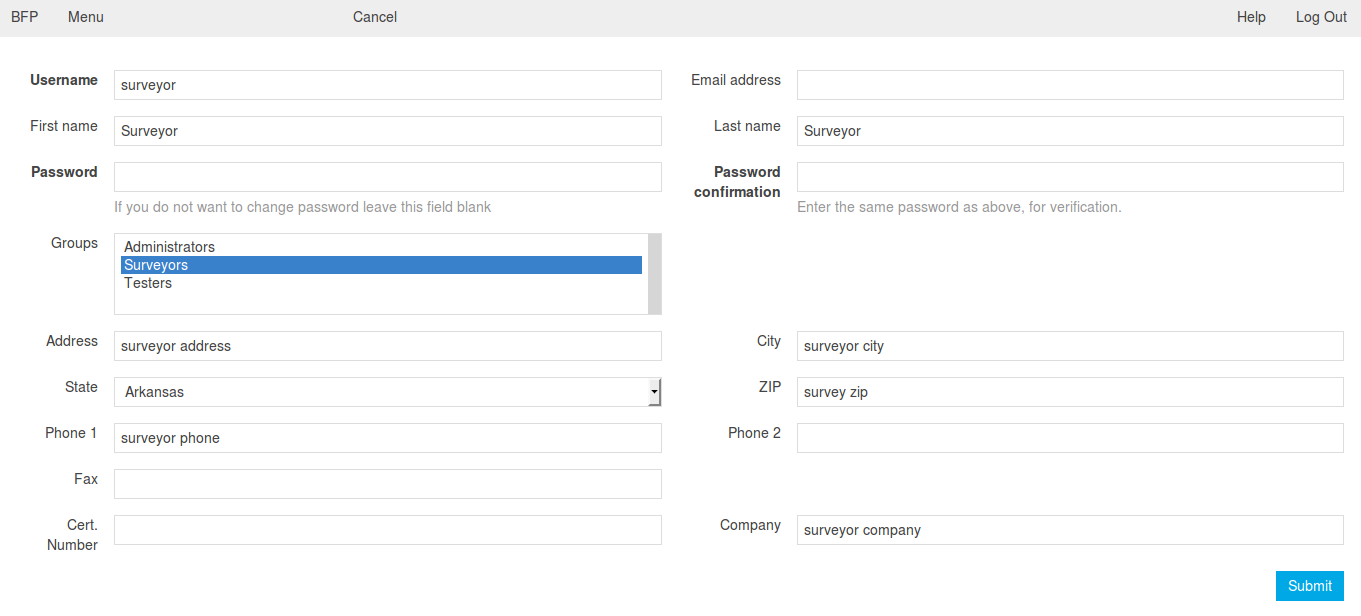 BFP Menu Cancel Help Log Out
Username surveyor Email address
First name Surveyor Last name Surveyor
Password Password
confirmation
If you do not want to change password leave this field blank Enter the same password as above, for verification.
Groups Administrators
Surveyors
Testers
Address surveyor address City surveyor city
State Arkansas ZIP survey zip
Phone 1 surveyor phone Phone 2
Fax
Cert. Company surveyor company
Number
Submit